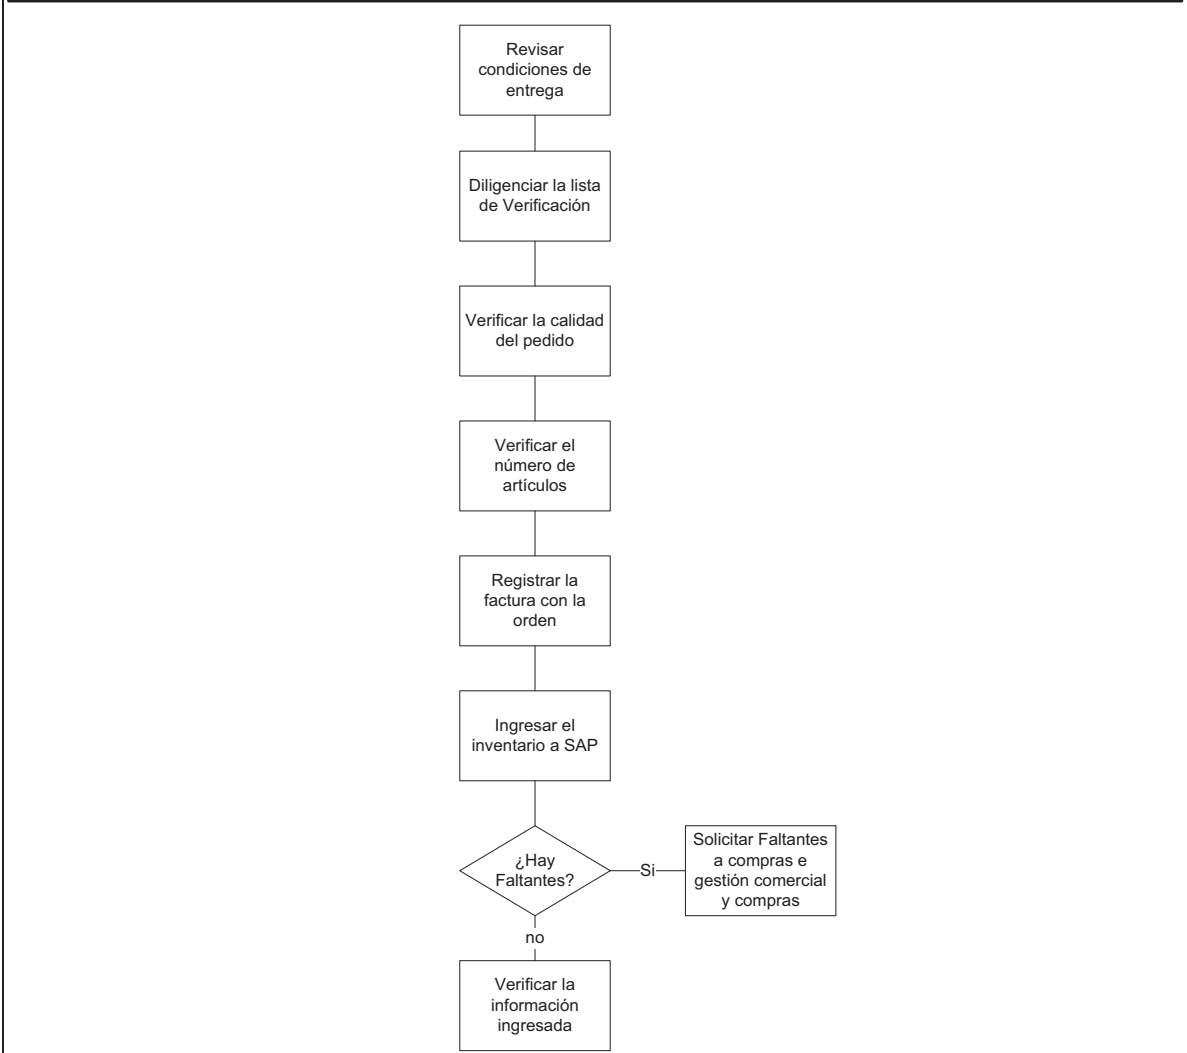 Revisar
condiciones de
entrega
Diligenciar la lista
de Verificación
Verificar la calidad
del pedido
Verificar el
número de
artículos
Registrar la
factura con la
orden
Ingresar el
inventario a SAP
¿Hay
Faltantes?
Si
Solicitar Faltantes
a compras e
gestión comercial
y compras
no
Verificar la
información
ingresada